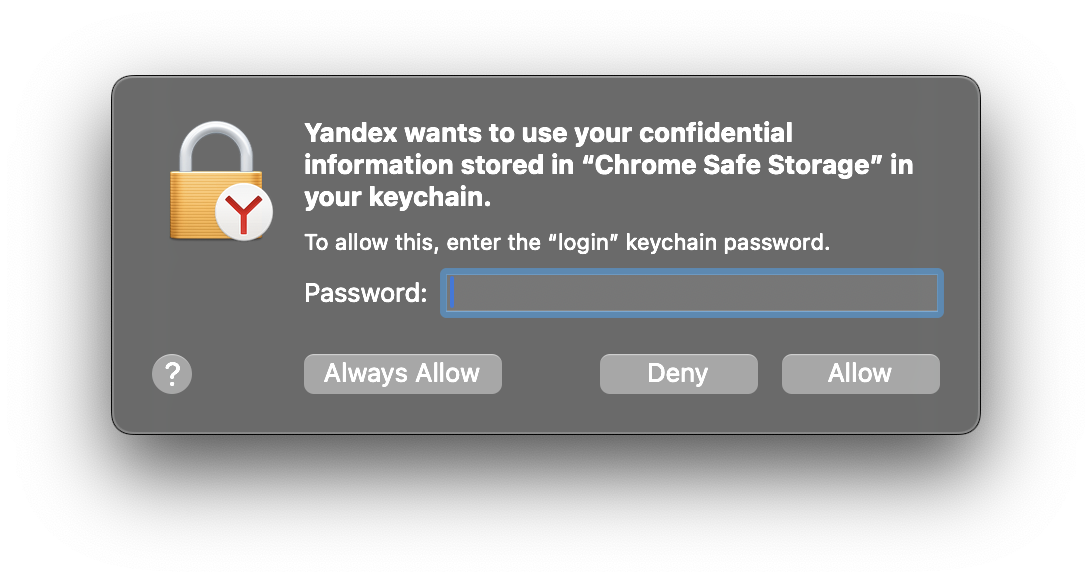 Yandex wants to use your confidential
information stored in “Chrome Safe Storage” in
your keychain.
To allow this, enter the “login” keychain password.
Password:
? Always Allow Deny Allow